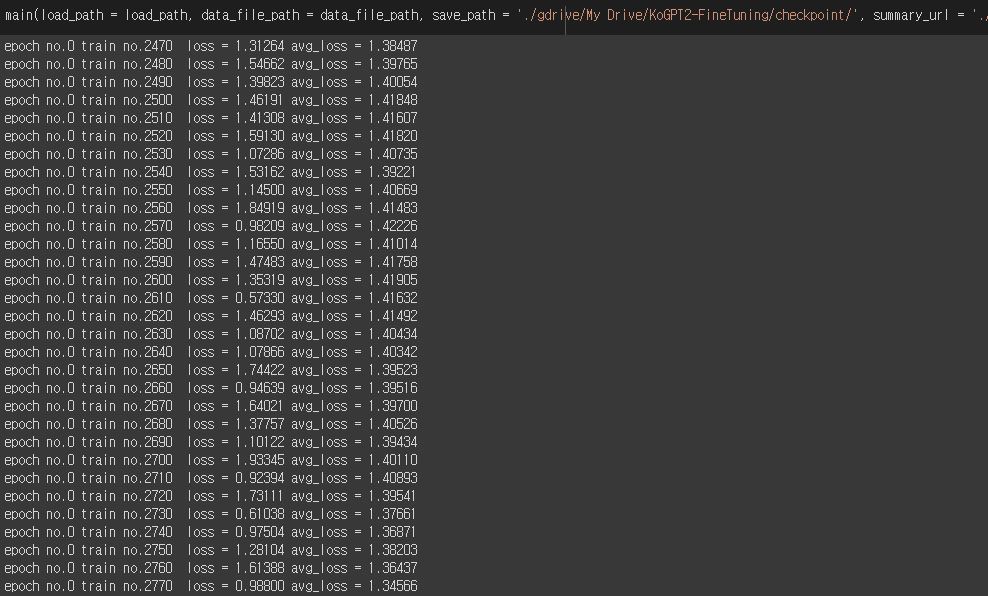 main(load_path = load_path, data_file_path = data_file_path, save_path = './gdrive/My Drive/KoGPT2-FineTuning/checkpoint/', summary_url = './
epoch no.0 train no.2470 loss = 1.31264 avg_loss = 1.38487
epoch no.0 train no.2480 loss = 1.54662 avg_loss = 1.39765
epoch no.0 train no.2490 loss = 1.39823 avg_loss = 1.40054
epoch no.0 train no.2500 loss = 1.46191 avg_loss = 1.41848
epoch no.0 train no.2510 loss = 1.41308 avg_loss = 1.41607
epoch no.0 train no.2520 loss = 1.59130 avg_loss = 1.41820
epoch no.0 train no.2530 loss = 1.07286 avg_loss = 1.40735
epoch no.0 train no.2540 loss = 1.53162 avg_loss = 1.39221
epoch no.0 train no.2550 loss = 1.14500 avg_loss = 1.40669
epoch no.0 train no.2560 loss = 1.84919 avg_loss = 1.41483
epoch no.0 train no.2570 loss = 0.98209 avg_loss = 1.42226
epoch no.0 train no.2580 loss = 1.16550 avg_loss = 1.41014
epoch no.0 train no.2590 loss = 1.47483 avg_loss = 1.41758
epoch no.0 train no.2600 loss = 1.35319 avg_loss = 1.41905
epoch no.0 train no.2610 loss = 0.57330 avg_loss = 1.41632
epoch no.0 train no.2620 loss = 1.46293 avg_loss = 1.41492
epoch no.0 train no.2630 loss = 1.08702 avg_loss = 1.40434
epoch no.0 train no.2640 loss = 1.07866 avg_loss = 1.40342
epoch no.0 train no.2650 loss = 1.74422 avg_loss = 1.39523
epoch no.0 train no.2660 loss = 0.94639 avg_loss = 1.39516
epoch no.0 train no.2670 loss = 1.64021 avg_loss = 1.39700
epoch no.0 train no.2680 loss = 1.37757 avg_loss = 1.40526
epoch no.0 train no.2690 loss = 1.10122 avg_loss = 1.39434
epoch no.0 train no.2700 loss = 1.93345 avg_loss = 1.40110
epoch no.0 train no.2710 loss = 0.92394 avg_loss = 1.40893
epoch no.0 train no.2720 loss = 1.73111 avg_loss = 1.39541
epoch no.0 train no.2730 loss = 0.61038 avg_loss = 1.37661
epoch no.0 train no.2740 loss = 0.97504 avg_loss = 1.36871
epoch no.0 train no.2750 loss = 1.28104 avg_loss = 1.38203
epoch no.0 train no.2760 loss = 1.61388 avg_loss = 1.36437
epoch no.0 train no.2770 loss = 0.98800 avg_loss = 1.34566